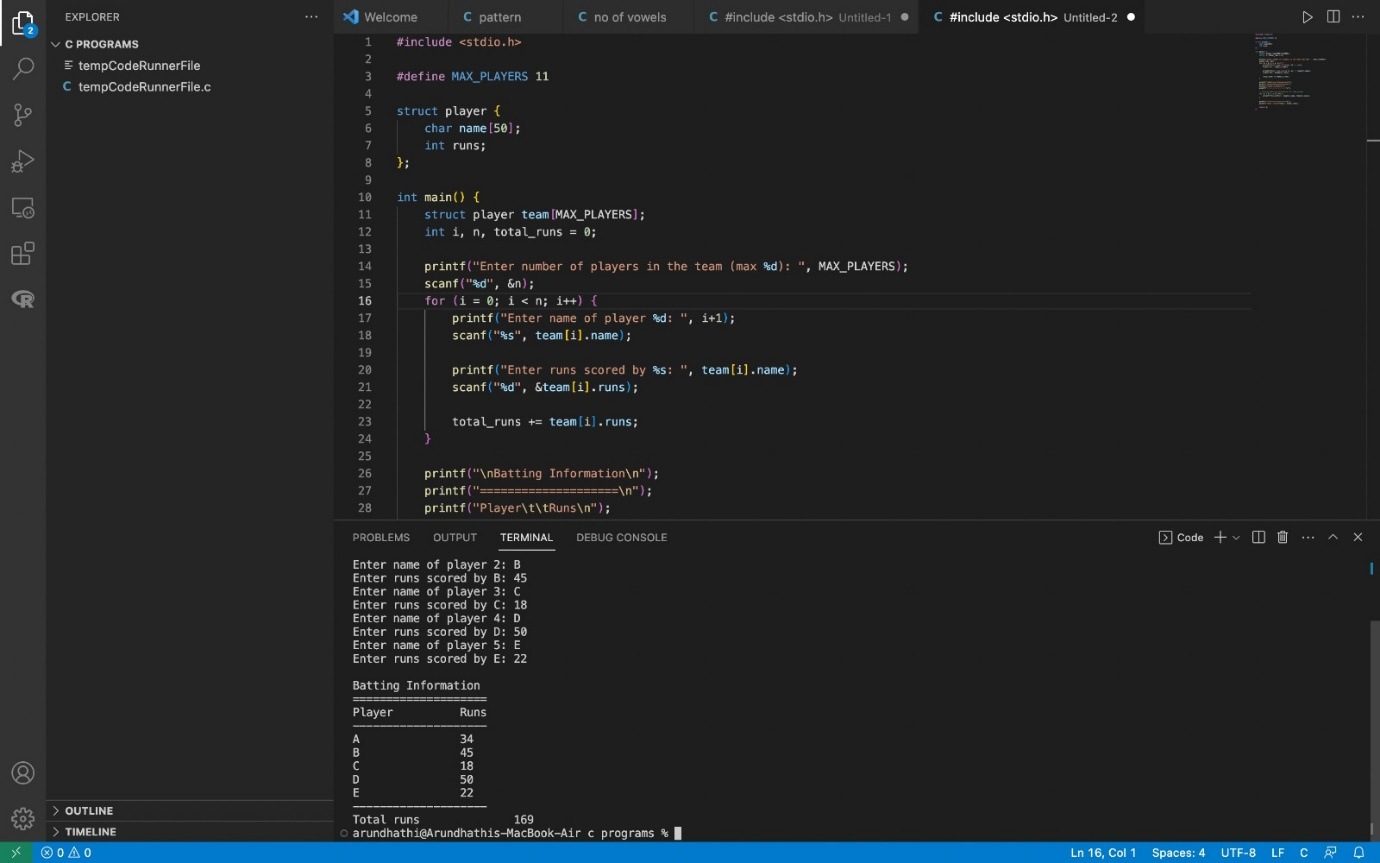 EXPLORER
Welcome
pattern
no of vowels
#include <stdio.h> Untitled-1
#include <stdio.h> Untitled-2
2
C PROGRAMS
tempCodeRunnerFile
tempCodeRunnerFile.c
1 #include <stdio.h>
2
3 #define MAX_PLAYERS 11
4
5 struct player {
6 char name[50];
7 int runs;
8 };
9
10 int main() {
11 struct player team[MAX_PLAYERS];
12 int i, n, total_runs = 0;
13
14 printf("Enter number of players in the team (max %d): ", MAX_PLAYERS);
15 scanf("%d", &n);
16 for (i = 0; i < n; i++) {
17 printf("Enter name of player %d: ", i+1);
18 scanf("%s", team[i].name);
19
20 printf("Enter runs scored by %s: ", team[i].name);
21 scanf("%d", &team[i].runs);
22
23 total_runs += team[i].runs;
24 }
25
26 printf("\nBatting Information\n");
27 printf("====================\n");
28 printf("Player\t\tRuns\n");
PROBLEMS OUTPUT TERMINAL DEBUG CONSOLE
Code
Enter name of player 2: B
Enter runs scored by B: 45
Enter name of player 3: C
Enter runs scored by C: 18
Enter name of player 4: D
Enter runs scored by D: 50
Enter name of player 5: E
Enter runs scored by E: 22
Batting Information
====================
Player Runs
--------------------
A 34
B 45
C 18
D 50
E 22
--------------------
Total runs 169
arundhathi@Arundhathis-MacBook-Air c programs %
OUTLINE
TIMELINE
0 0
Ln 16, Col 1 Spaces: 4 UTF-8 LF C